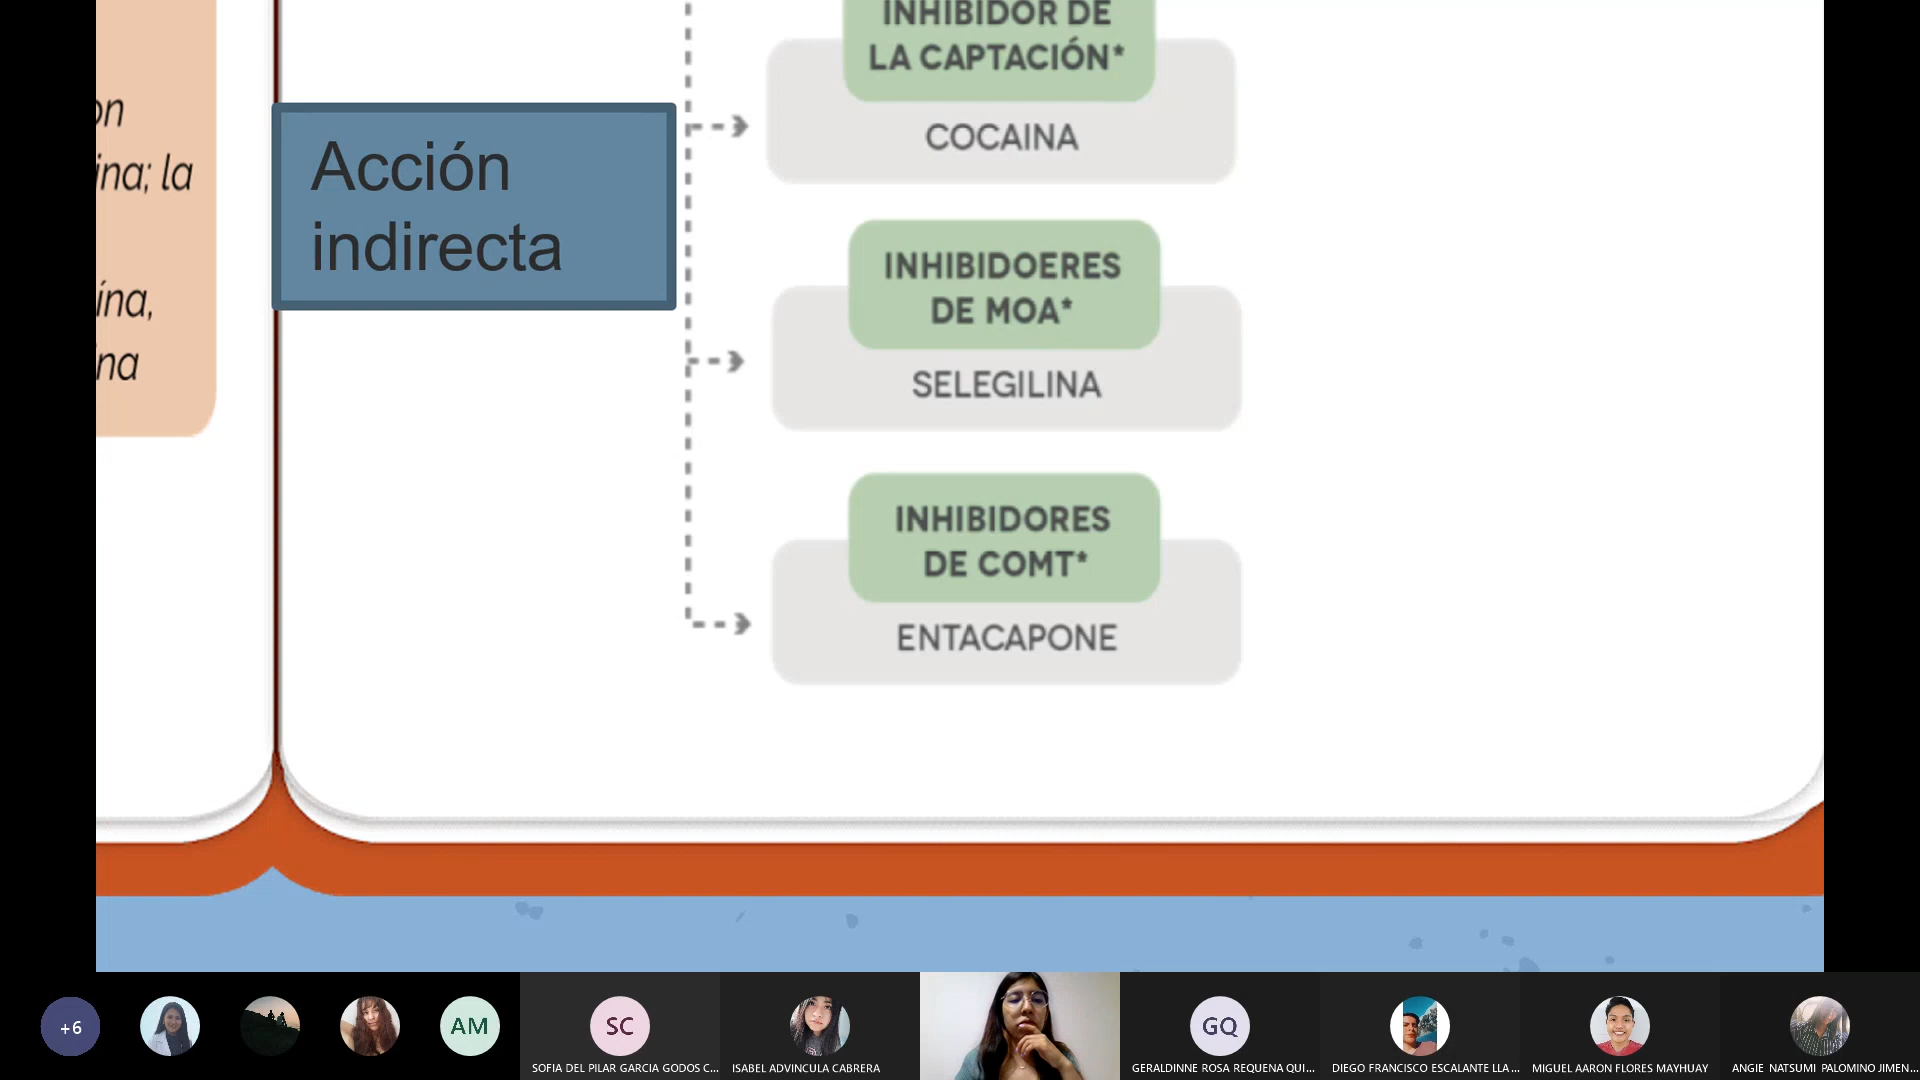 INHIBIDOR DE
LA CAPTACIÓN*
COCAINA
ón
ina; la
ína,
na
Acción
indirecta
INHIBIDOERES
DE MOA*
SELEGILINA
INHIBIDORES
DE COMT*
ENTACAPONE
+6
AM
SC
GQ
SOFIA DEL PILAR GARCIA GODOS C...
ISABEL ADVINCULA CABRERA
GERALDINNE ROSA REQUENA QUI...
DIEGO FRANCISCO ESCALANTE LLA...
MIGUEL AARON FLORES MAYHUAY
ANGIE NATSUMI PALOMINO JIMEN...